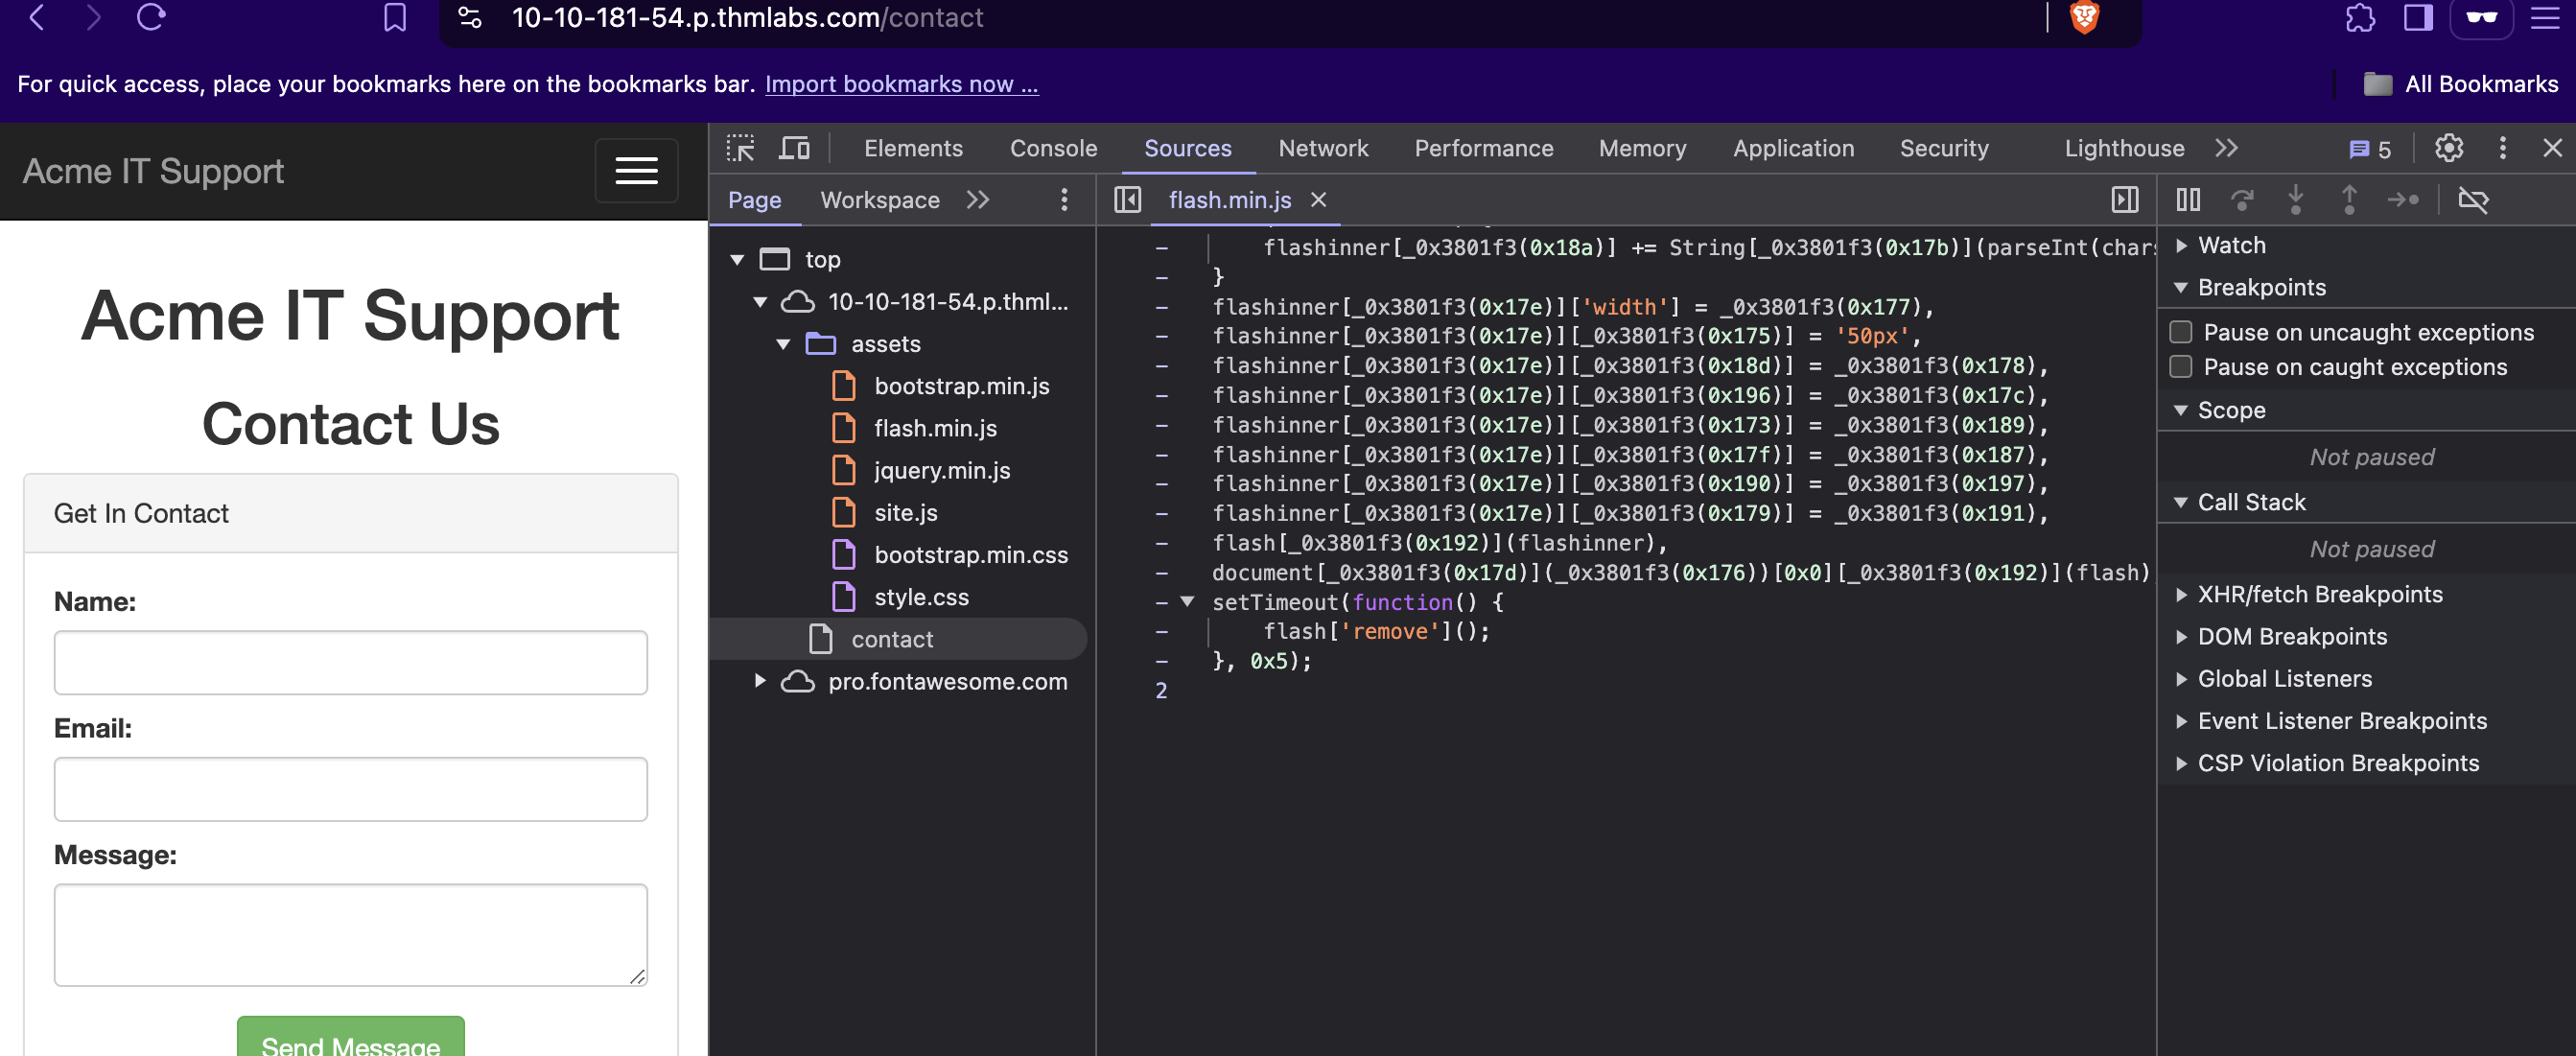 10-10-181-54.p.thmlabs.com/contact
For quick access, place your bookmarks here on the bookmarks bar. Import bookmarks now ...
All Bookmarks
Acme IT Support
Acme IT Support
Contact Us
Get In Contact
Name:
Email:
Message:
Send Message
Elements Console Sources Network Performance Memory Application Security Lighthouse 5
Page Workspace
top
10-10-181-54.p.thml...
assets
bootstrap.min.js
flash.min.js
jquery.min.js
site.js
bootstrap.min.css
style.css
contact
pro.fontawesome.com
flash.min.js
- flashinner[_0x3801f3(0x18a)] += String[_0x3801f3(0x17b)](parseInt(chars
- }
- flashinner[_0x3801f3(0x17e)]['width'] = _0x3801f3(0x177),
- flashinner[_0x3801f3(0x17e)][_0x3801f3(0x175)] = '50px',
- flashinner[_0x3801f3(0x17e)][_0x3801f3(0x18d)] = _0x3801f3(0x178),
- flashinner[_0x3801f3(0x17e)][_0x3801f3(0x196)] = _0x3801f3(0x17c),
- flashinner[_0x3801f3(0x17e)][_0x3801f3(0x173)] = _0x3801f3(0x189),
- flashinner[_0x3801f3(0x17e)][_0x3801f3(0x17f)] = _0x3801f3(0x187),
- flashinner[_0x3801f3(0x17e)][_0x3801f3(0x190)] = _0x3801f3(0x197),
- flashinner[_0x3801f3(0x17e)][_0x3801f3(0x179)] = _0x3801f3(0x191),
- flash[_0x3801f3(0x192)](flashinner),
- document[_0x3801f3(0x17d)](_0x3801f3(0x176))[0x0][_0x3801f3(0x192)](flash)
- setTimeout(function() {
- flash['remove']();
- }, 0x5);
2
Watch
Breakpoints
Pause on uncaught exceptions
Pause on caught exceptions
Scope
Not paused
Call Stack
Not paused
XHR/fetch Breakpoints
DOM Breakpoints
Global Listeners
Event Listener Breakpoints
CSP Violation Breakpoints